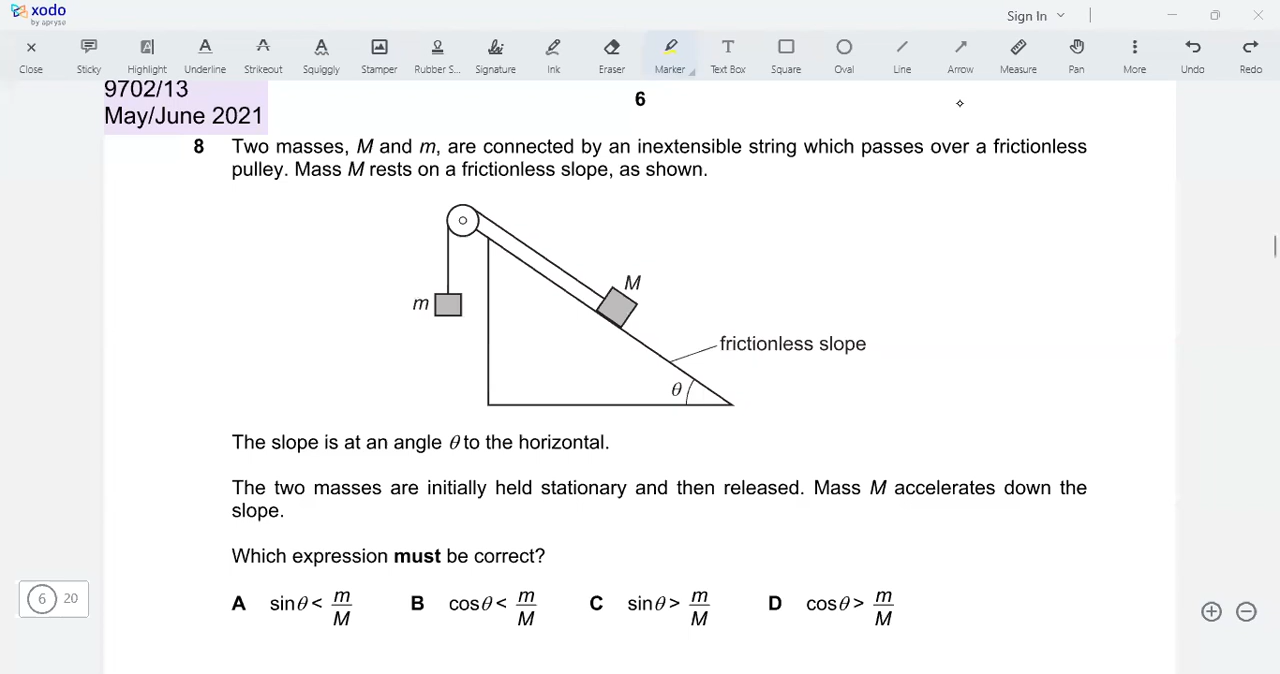 xodo
by apryse
Sign In
Close Sticky Highlight Underline Strikeout Squiggly Stamper Rubber S... Signature Ink Eraser Marker Text Box Square Oval Line Arrow Measure Pan More Undo Redo
9702/13
May/June 2021
6
8 Two masses, M and m, are connected by an inextensible string which passes over a frictionless
pulley. Mass M rests on a frictionless slope, as shown.
M
m
frictionless slope
θ
The slope is at an angle θ to the horizontal.
The two masses are initially held stationary and then released. Mass M accelerates down the
slope.
Which expression must be correct?
A sinθ < m/M B cosθ < m/M C sinθ > m/M D cosθ > m/M
6 20